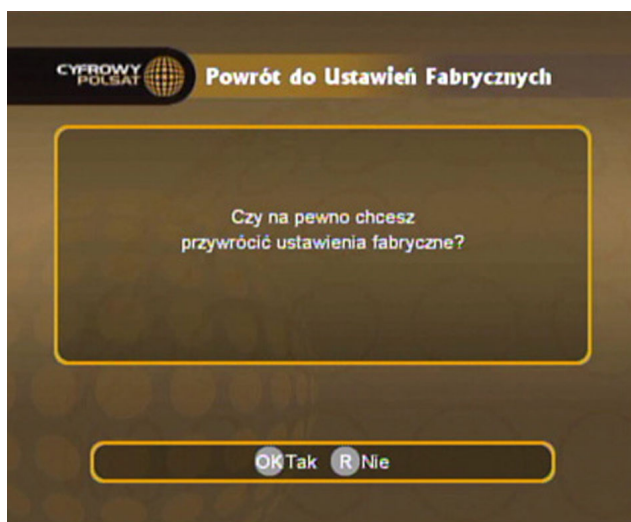 CYFROWY
POLSAT
Powrót do Ustawień Fabrycznych
Czy na pewno chcesz
przywrócić ustawienia fabryczne?
OK Tak R Nie